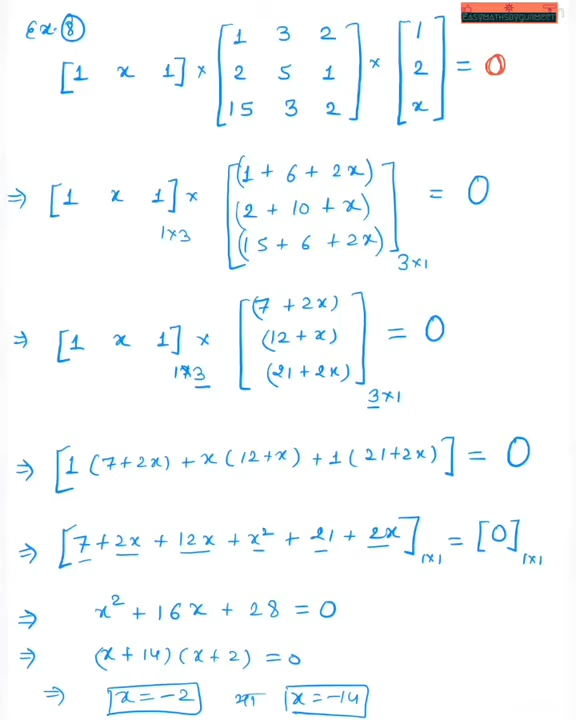 EASYMATHSBYGURMEET
Ex. 8
[1 x 1] × [1 3 2
2 5 1
15 3 2] × [1
2
x] = 0
⇒ [1 x 1] 1×3 × [(1 + 6 + 2x)
(2 + 10 + x)
(15 + 6 + 2x)] 3×1 = 0
⇒ [1 x 1] 1×3 × [(7 + 2x)
(12 + x)
(21 + 2x)] 3×1 = 0
⇒ [1 (7+2x) + x (12+x) + 1 (21+2x)] = 0
⇒ [7 + 2x + 12x + x² + 21 + 2x] 1×1 = [0] 1×1
⇒ x² + 16x + 28 = 0
⇒ (x + 14) (x + 2) = 0
⇒ x = -2 या x = -14